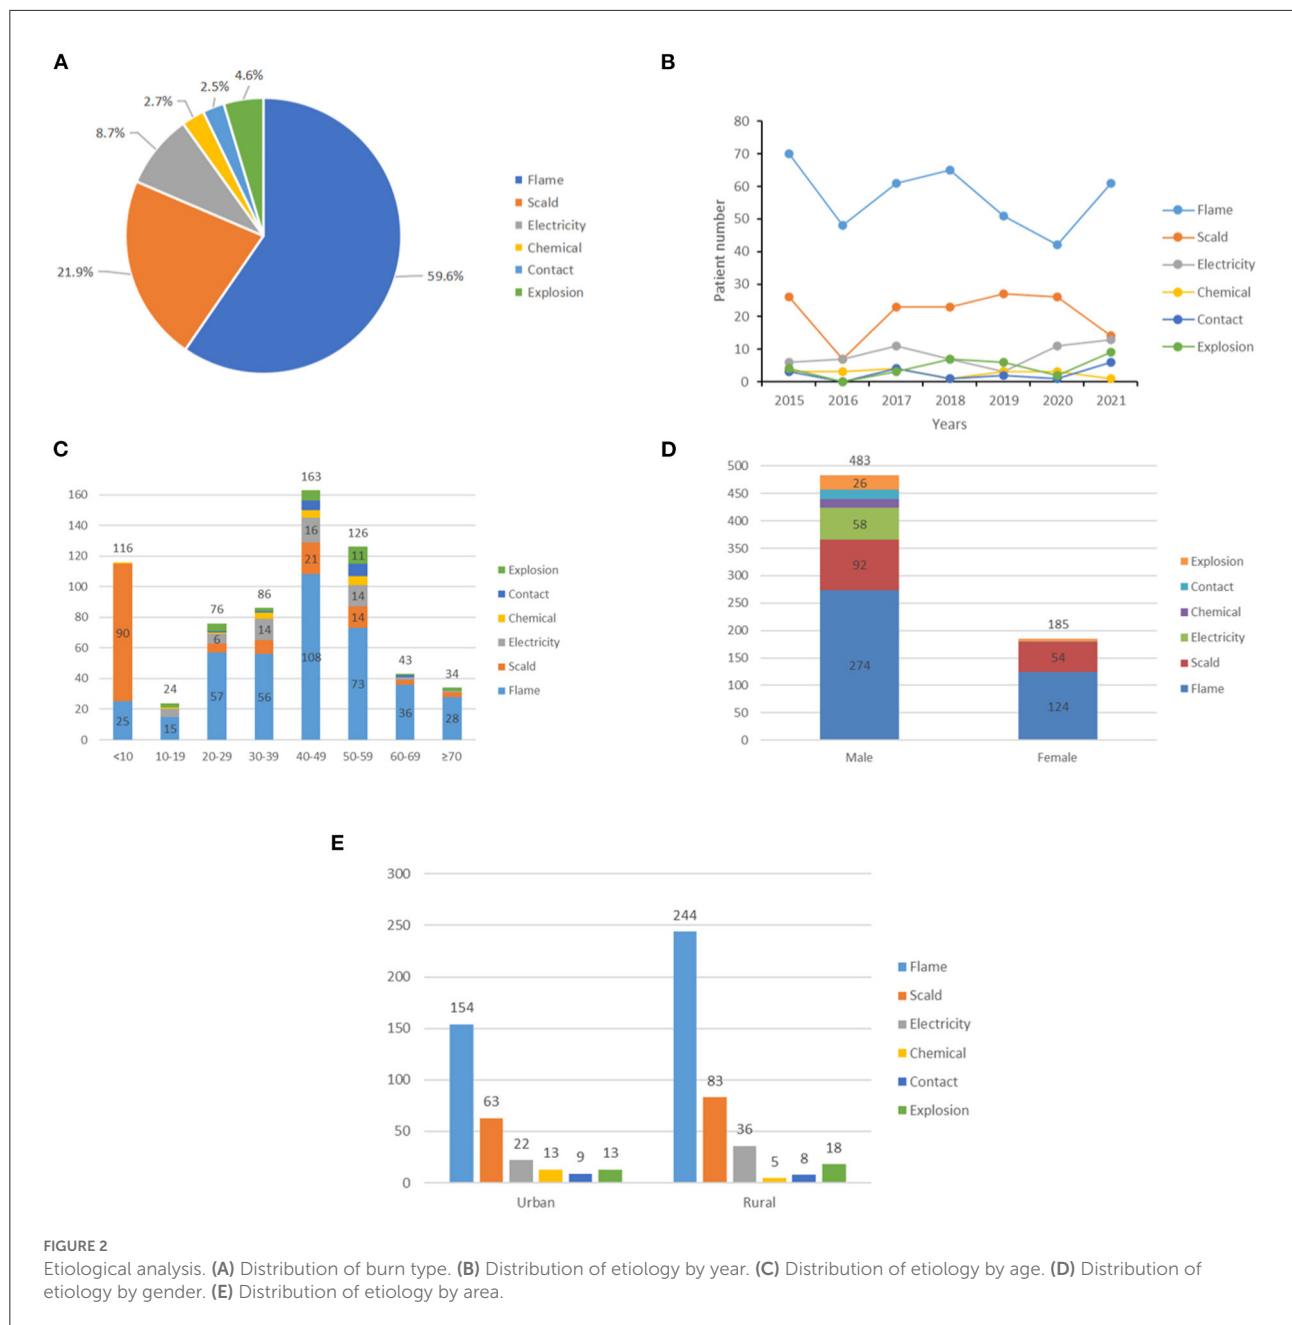 A
2.5%
4.6%
2.7%
8.7%
21.9%
59.6%
Flame
Scald
Electricity
Chemical
Contact
Explosion
B
Patient number
80
70
60
50
40
30
20
10
0
2015 2016 2017 2018 2019 2020 2021
Years
Flame
Scald
Electricity
Chemical
Contact
Explosion
C
160
140
120
100
80
60
40
20
0
116
90
25
24
15
76
6
57
86
14
56
163
16
21
108
126
11
14
14
73
43
36
34
28
<10 10-19 20-29 30-39 40-49 50-59 60-69 ≥70
Explosion
Contact
Chemical
Electricity
Scald
Flame
D
500
450
400
350
300
250
200
150
100
50
0
483
26
58
92
274
185
54
124
Male Female
Explosion
Contact
Chemical
Electricity
Scald
Flame
E
300
250
200
150
100
50
0
154
63
22
13
9
13
244
83
36
5
8
18
Urban Rural
Flame
Scald
Electricity
Chemical
Contact
Explosion
FIGURE 2
Etiological analysis. (A) Distribution of burn type. (B) Distribution of etiology by year. (C) Distribution of etiology by age. (D) Distribution of
etiology by gender. (E) Distribution of etiology by area.